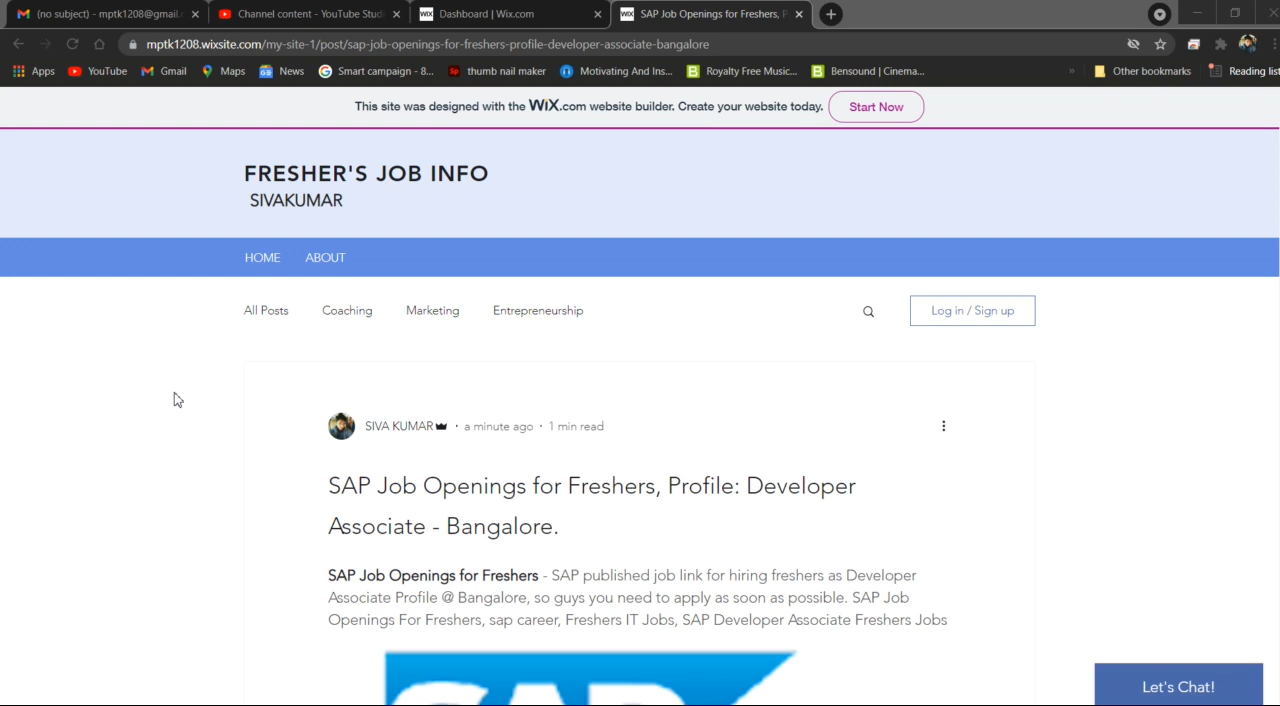 (no subject) - mptk1208@gmail. Channel content - YouTube Stud WIX Dashboard | Wix.com WIX SAP Job Openings for Freshers, P
mptk1208.wixsite.com/my-site-1/post/sap-job-openings-for-freshers-profile-developer-associate-bangalore
Apps YouTube Gmail Maps News Smart campaign - 8... Sp thumb nail maker Motivating And Ins... Royalty Free Music... Bensound | Cinema... » Other bookmarks Reading list
This site was designed with the WiX.com website builder. Create your website today. Start Now
FRESHER'S JOB INFO
SIVAKUMAR
HOME ABOUT
All Posts Coaching Marketing Entrepreneurship Log in / Sign up
SIVA KUMAR · a minute ago · 1 min read
SAP Job Openings for Freshers, Profile: Developer
Associate - Bangalore.
SAP Job Openings for Freshers - SAP published job link for hiring freshers as Developer
Associate Profile @ Bangalore, so guys you need to apply as soon as possible. SAP Job
Openings For Freshers, sap career, Freshers IT Jobs, SAP Developer Associate Freshers Jobs
SAP
Let's Chat!